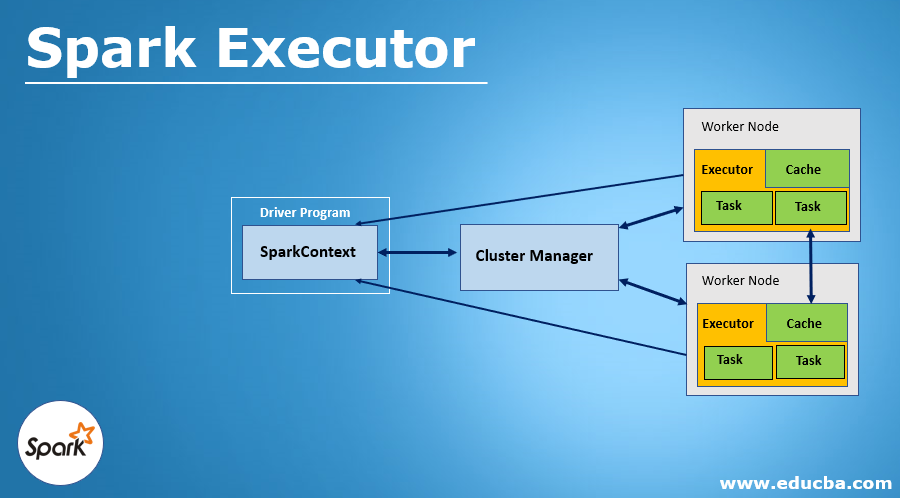 Spark Executor
Worker Node
Executor
Cache
Task
Task
Driver Program
SparkContext
Cluster Manager
Worker Node
Executor
Cache
Task
Task
Spark
www.educba.com